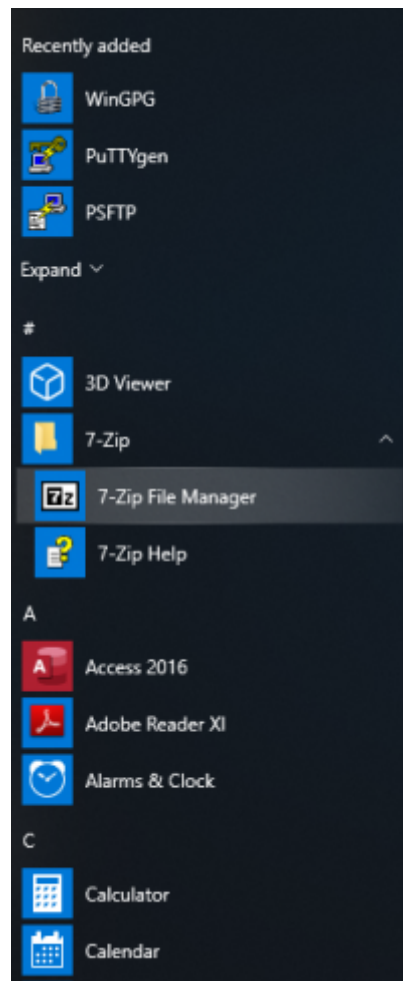 Recently added
WinGPG
PuTTYgen
PSFTP
Expand
#
3D Viewer
7-Zip
7z
7-Zip File Manager
7-Zip Help
A
A
Access 2016
Adobe Reader XI
Alarms & Clock
C
Calculator
Calendar